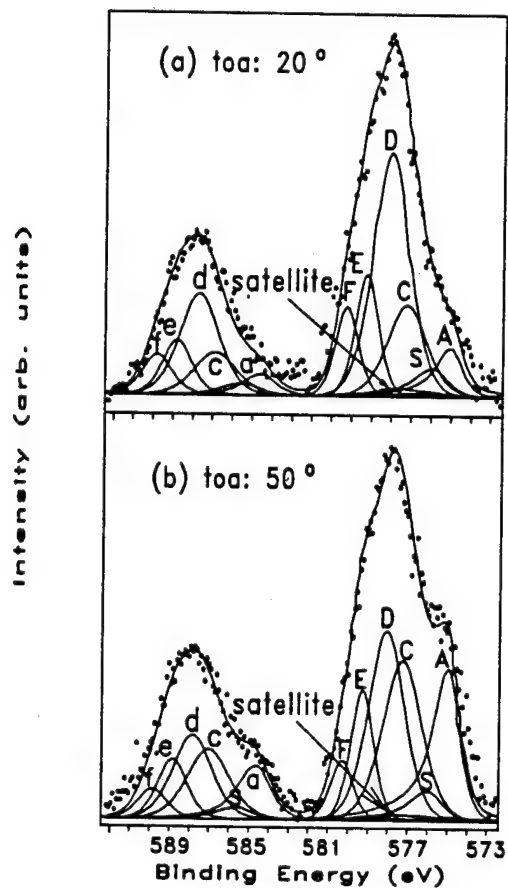 (a) toa: 20°
D
E
F
satellite
C
S
A
d
e
f
c
a
Intensity (arb. units)
(b) toa: 50°
D
C
A
E
F
satellite
S
d
c
e
f
a
s
589 585 581 577 573
Binding Energy (eV)